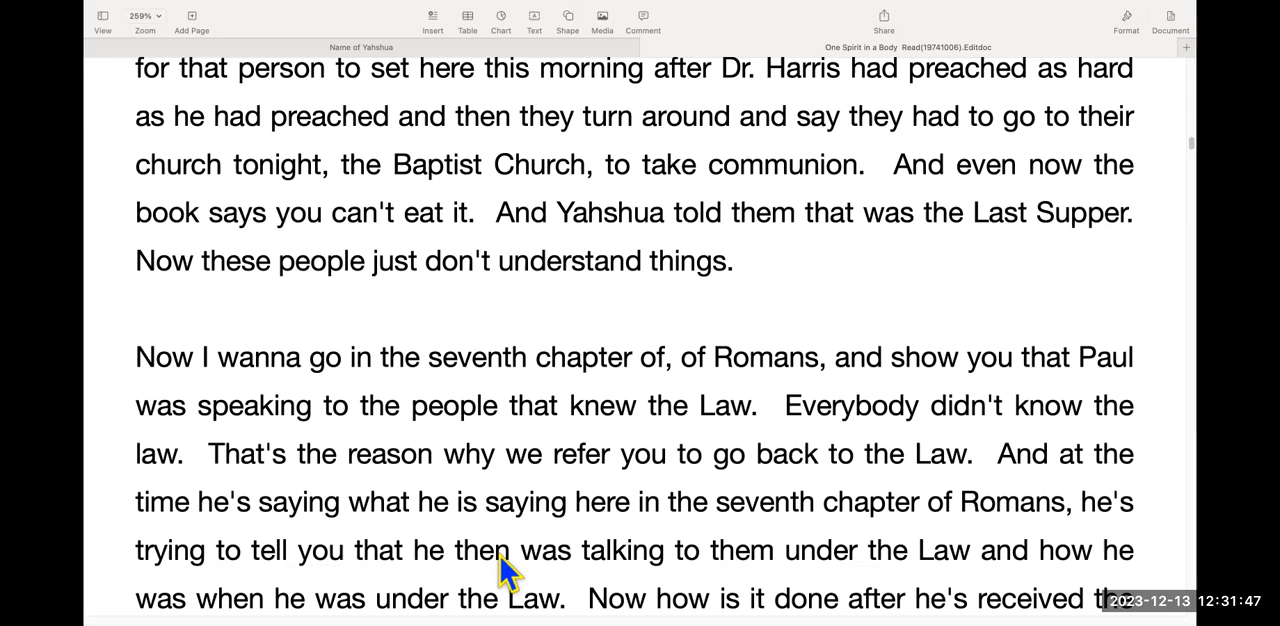 259%
View Zoom Add Page Insert Table Chart Text Shape Media Comment Share Format Document
Name of Yahshua One Spirit in a Body Read(19741006).Editdoc
for that person to set here this morning after Dr. Harris had preached as hard
as he had preached and then they turn around and say they had to go to their
church tonight, the Baptist Church, to take communion. And even now the
book says you can't eat it. And Yahshua told them that was the Last Supper.
Now these people just don't understand things.
Now I wanna go in the seventh chapter of, of Romans, and show you that Paul
was speaking to the people that knew the Law. Everybody didn't know the
law. That's the reason why we refer you to go back to the Law. And at the
time he's saying what he is saying here in the seventh chapter of Romans, he's
trying to tell you that he then was talking to them under the Law and how he
was when he was under the Law. Now how is it done after he's received the
2023-12-13 12:31:47